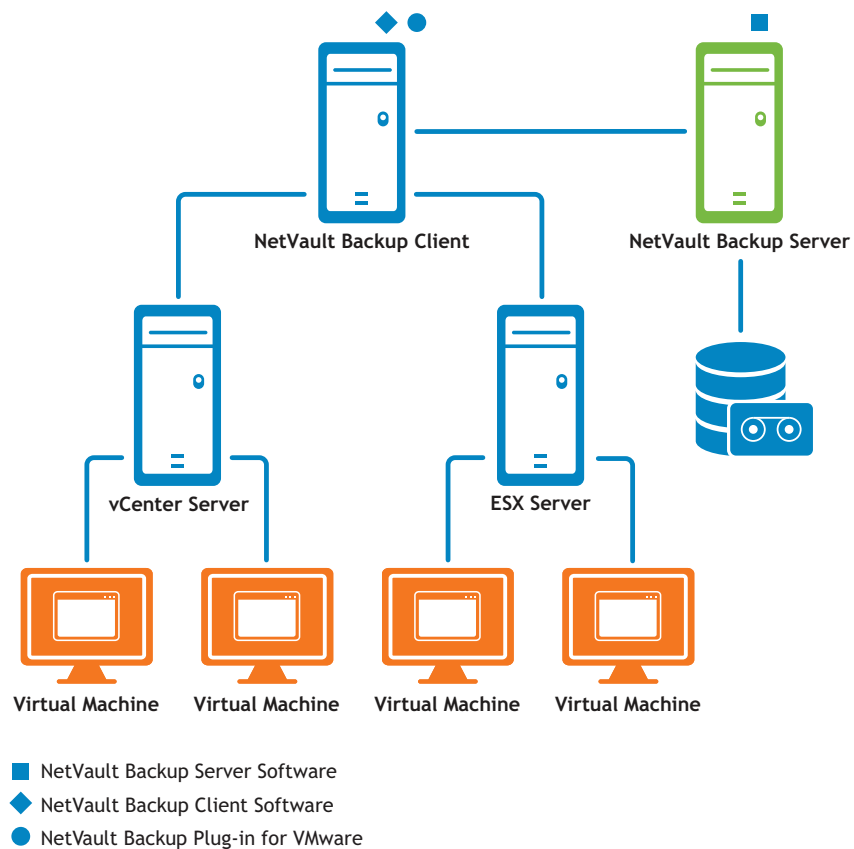 NetVault Backup Client
NetVault Backup Server
vCenter Server
ESX Server
Virtual Machine
Virtual Machine
Virtual Machine
Virtual Machine
NetVault Backup Server Software
NetVault Backup Client Software
NetVault Backup Plug-in for VMware